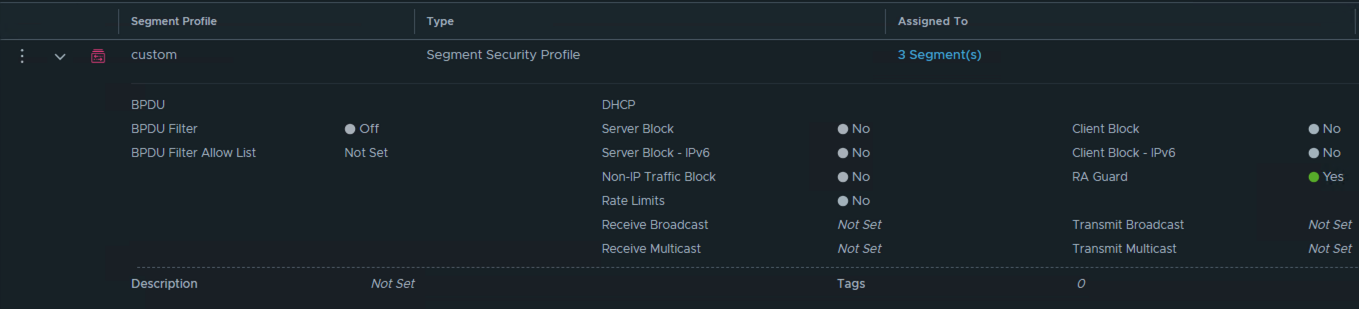 Segment Profile Type Assigned To
custom Segment Security Profile 3 Segment(s)
BPDU DHCP
BPDU Filter Off Server Block No Client Block No
BPDU Filter Allow List Not Set Server Block - IPv6 No Client Block - IPv6 No
Non-IP Traffic Block No RA Guard Yes
Rate Limits No
Receive Broadcast Not Set Transmit Broadcast Not Set
Receive Multicast Not Set Transmit Multicast Not Set
Description Not Set Tags 0